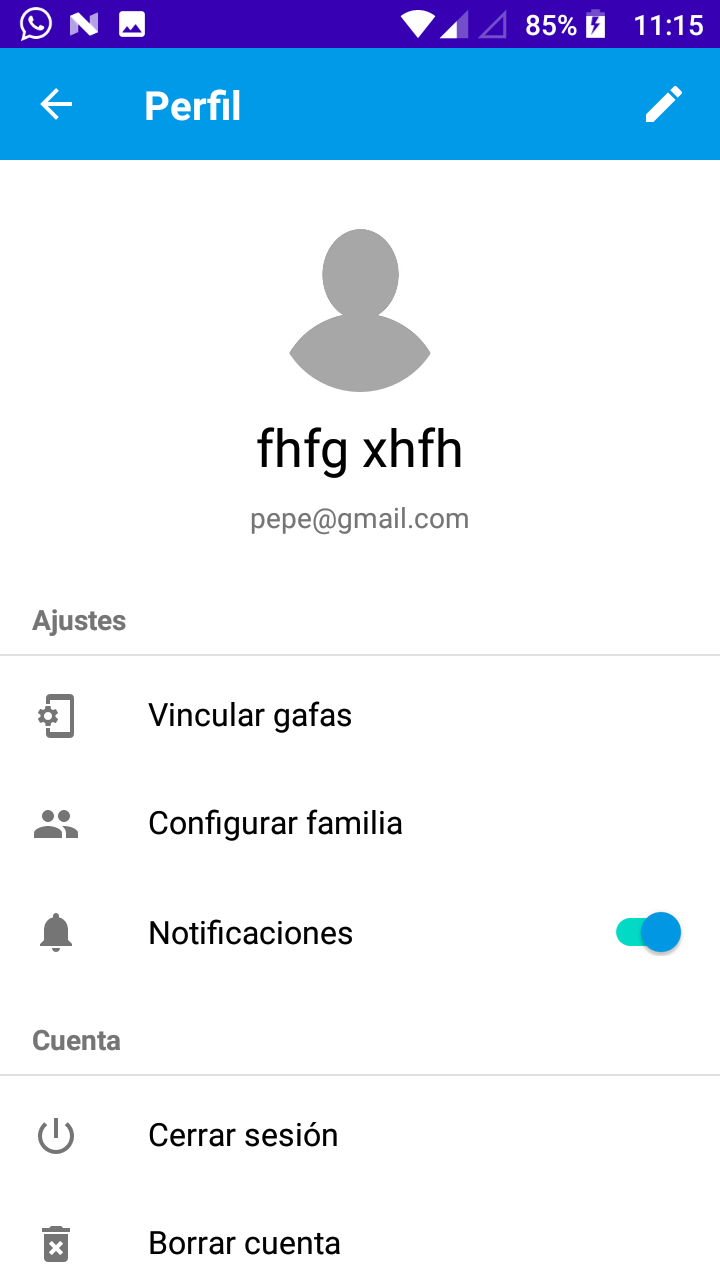 85% 11:15
Perfil
fhfg xhfh
pepe@gmail.com
Ajustes
Vincular gafas
Configurar familia
Notificaciones
Cuenta
Cerrar sesión
Borrar cuenta